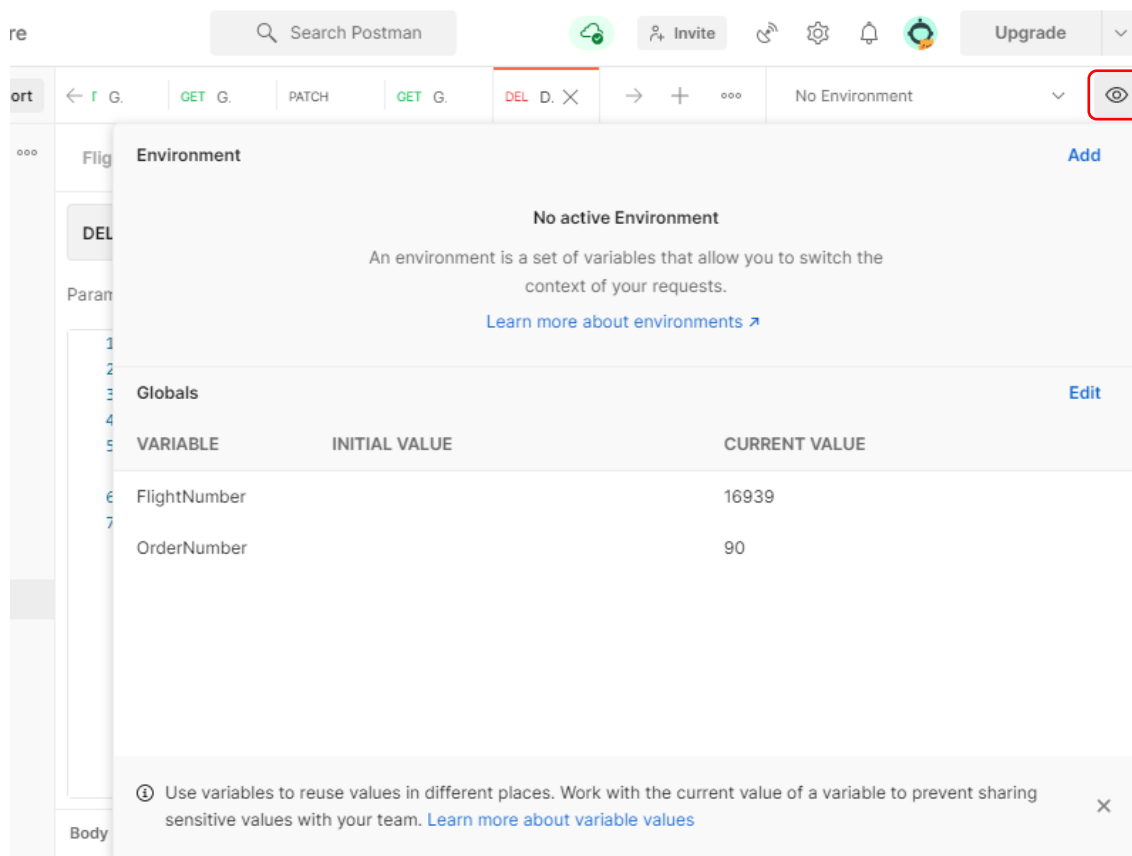 re
Search Postman
Invite
Upgrade
ort
G.
GET G.
PATCH
GET G.
DEL D.
No Environment
Flig
Environment
Add
No active Environment
DEL
An environment is a set of variables that allow you to switch the
context of your requests.
Param
Learn more about environments ↗
1
2
3
4
5
6
7
Globals
Edit
VARIABLE INITIAL VALUE CURRENT VALUE
FlightNumber 16939
OrderNumber 90
Use variables to reuse values in different places. Work with the current value of a variable to prevent sharing
sensitive values with your team. Learn more about variable values
Body